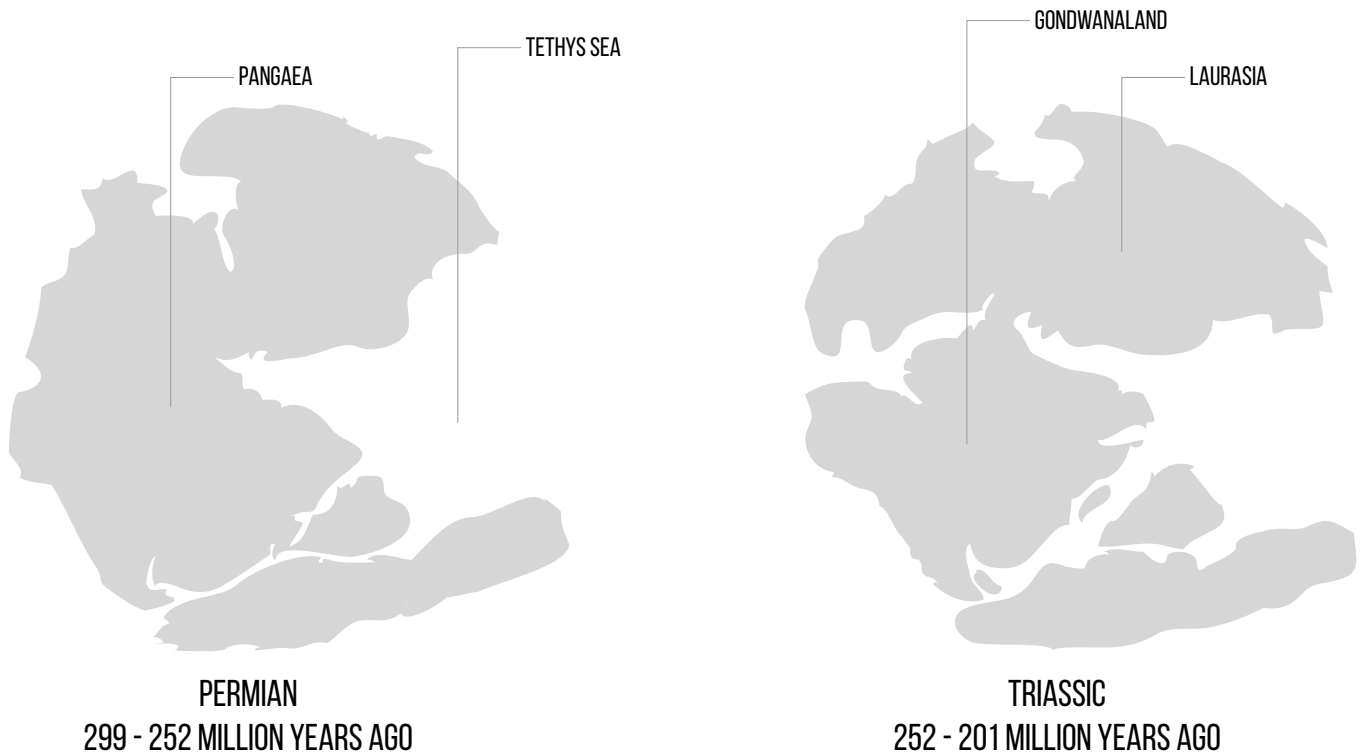 PANGAEA
TETHYS SEA
PERMIAN
299 - 252 MILLION YEARS AGO
GONDWANALAND
LAURASIA
TRIASSIC
252 - 201 MILLION YEARS AGO